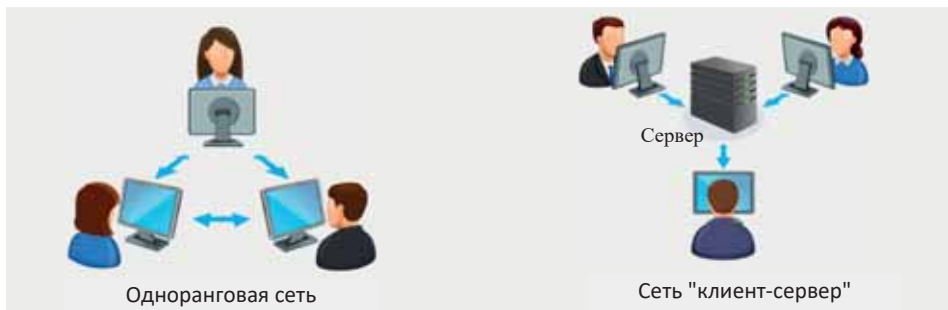 Сервер
Одноранговая сеть
Сеть "клиент-сервер"